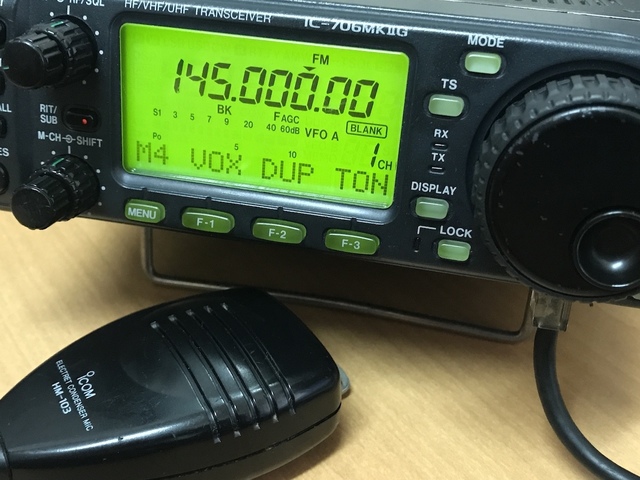 RF/SQL
HF/VHF/UHF TRANSCEIVER
IC-706MKⅡG
MODE
FM
145.000.00
TS
BK
FAGC
S1 3 5 7 9 20 40 60dB
VFO A
BLANK
RIT/
SUB
RX
TX
M-CH SHIFT
Po 5 10
1CH
M4 VOX DUP TON
DISPLAY
MENU
F-1
F-2
F-3
LOCK
ICOM
ELECTRET CONDENSER MIC
HM-103